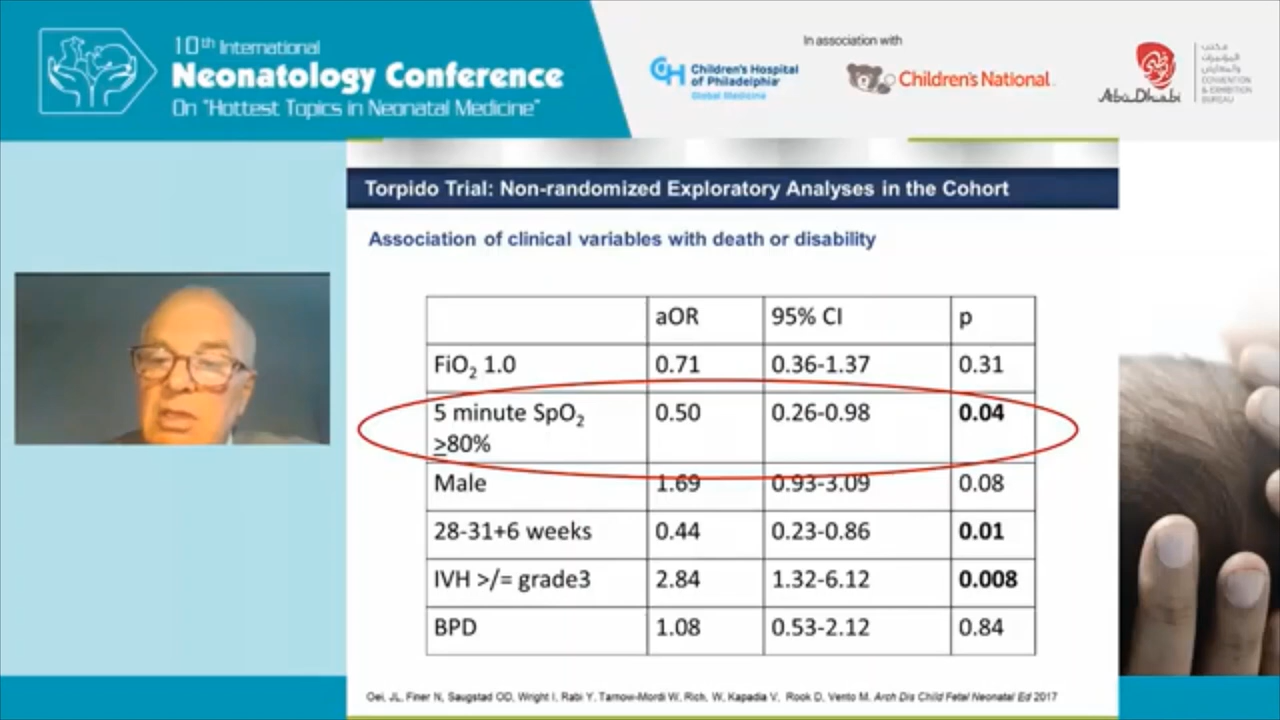 10th International
Neonatology Conference
On "Hottest Topics in Neonatal Medicine"
In association with
CH Children's Hospital
of Philadelphia
Global Medicine
Children's National
Abu Dhabi
مكتب
المؤتمرات
والمعارض
CONVENTION
& EXHIBITION
BUREAU
Torpido Trial: Non-randomized Exploratory Analyses in the Cohort
Association of clinical variables with death or disability
aOR 95% CI p
FiO₂ 1.0 0.71 0.36-1.37 0.31
5 minute SpO₂ 0.50 0.26-0.98 0.04
≥80%
Male 1.69 0.93-3.09 0.08
28-31+6 weeks 0.44 0.23-0.86 0.01
IVH >/= grade3 2.84 1.32-6.12 0.008
BPD 1.08 0.53-2.12 0.84
Oei, JL, Finer N, Saugstad OD, Wright I, Rabi Y, Tarnow-Mordi W, Rich, W, Kapadia V, Rook D, Vento M. Arch Dis Child Fetal Neonatal Ed 2017